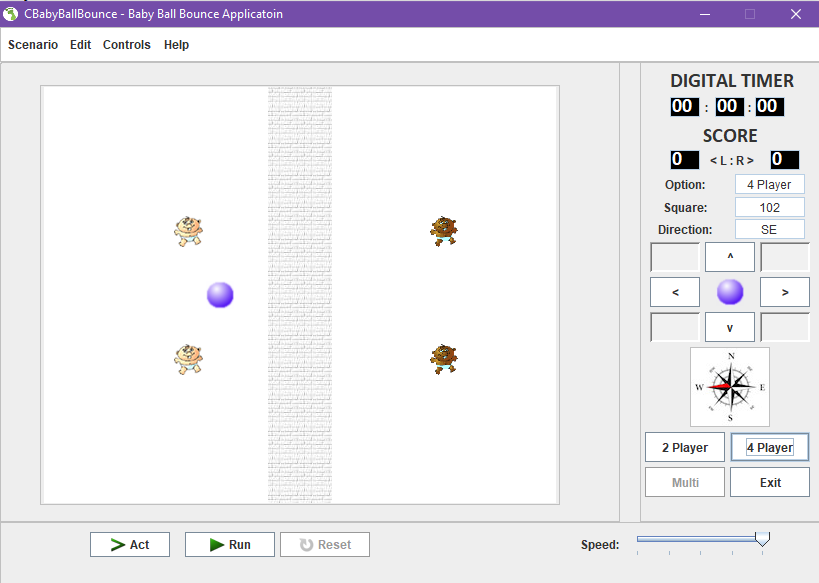 CBabyBallBounce - Baby Ball Bounce Applicatoin
Scenario Edit Controls Help
DIGITAL TIMER
00 : 00 : 00
SCORE
0 < L : R > 0
Option: 4 Player
Square: 102
Direction: SE
^
< >
v
N
W E
S
2 Player 4 Player
Multi Exit
Act Run Reset Speed: